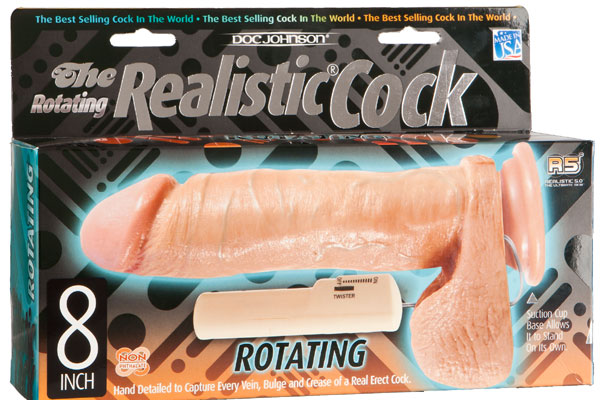 The Best Selling Cock In The World • The Best Selling Cock In The World • The Best Selling Cock In The World •
DOC JOHNSON®
MADE IN USA
The Rotating Realistic® Cock
R5
REALISTIC 5.0
ROTATING
TWISTER
8
INCH
NON
Suction Cup
Base Allows
It to Stand
On Its Own.
ROTATING
Hand Detailed to Capture Every Vein, Bulge and Crease of a Real Erect Cock.